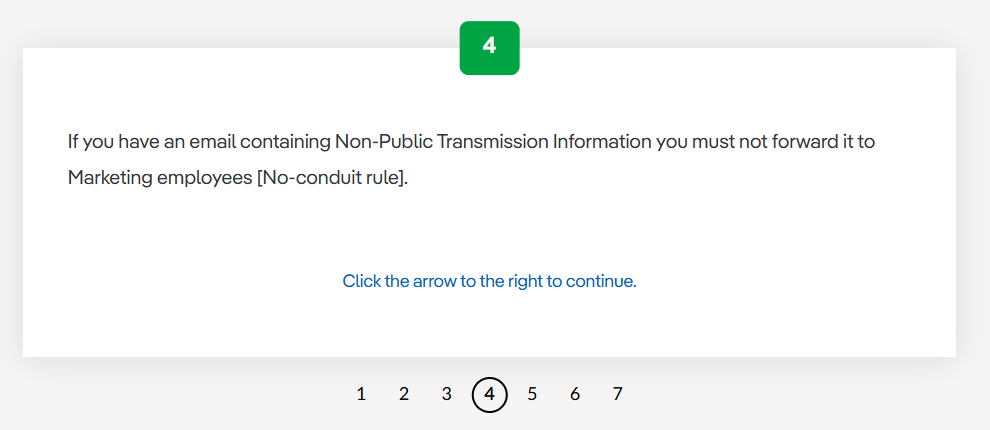 4
If you have an email containing Non-Public Transmission Information you must not forward it to
Marketing employees [No-conduit rule].
Click the arrow to the right to continue.
1 2 3 4 5 6 7